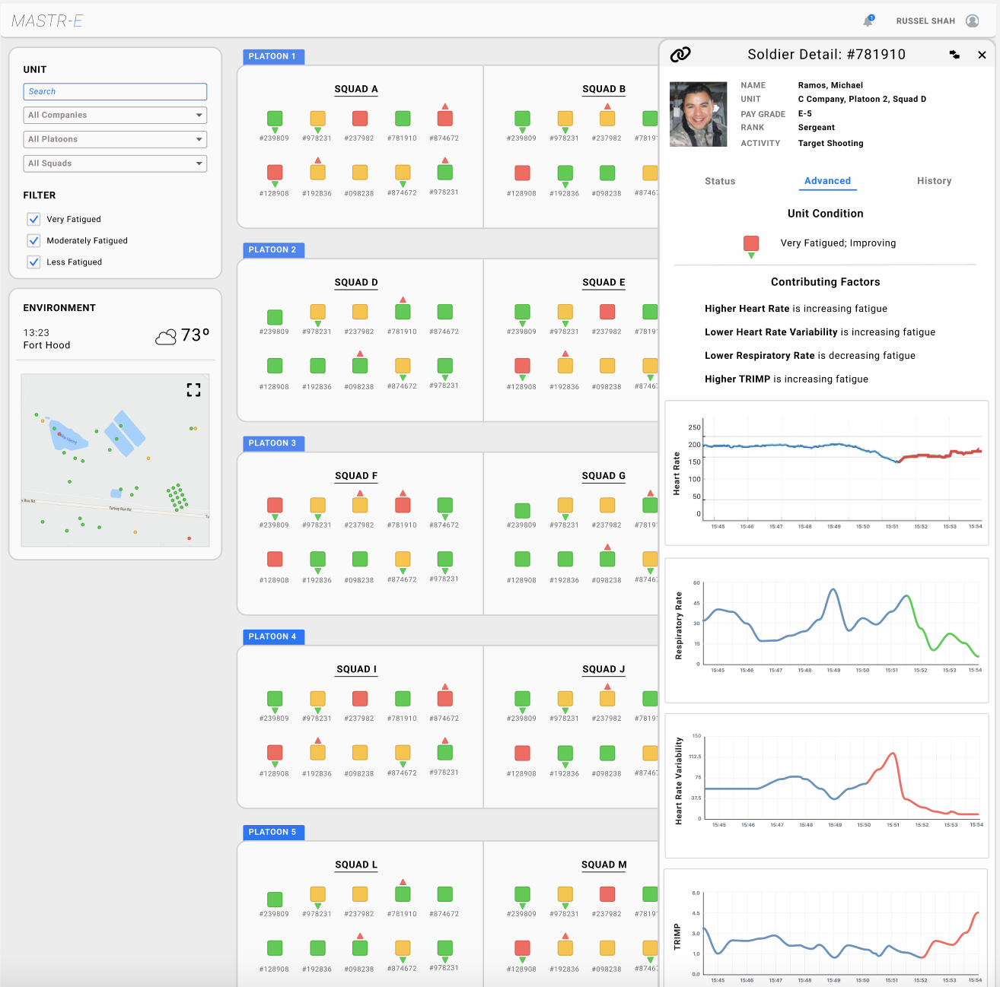 MASTR-E
1
RUSSEL SHAH
UNIT
Search
All Companies
All Platoons
All Squads
FILTER
Very Fatigued
Moderately Fatigued
Less Fatigued
ENVIRONMENT
13:23
Fort Hood
73°
y Run Rd
Turkey Run Rd
Tu
PLATOON 1
SQUAD A
#239809 #978231 #237982 #781910 #874672
#128908 #192836 #098238 #874672 #978231
SQUAD B
#239809 #978231 #237982 #7819
#128908 #192836 #098238 #8746
PLATOON 2
SQUAD D
#239809 #978231 #237982 #781910 #874672
#128908 #192836 #098238 #874672 #978231
SQUAD E
#239809 #978231 #237982 #7819
#128908 #192836 #098238 #8746
PLATOON 3
SQUAD F
#239809 #978231 #237982 #781910 #874672
#128908 #192836 #098238 #874672 #978231
SQUAD G
#239809 #978231 #237982 #7819
#128908 #192836 #098238 #8746
PLATOON 4
SQUAD I
#239809 #978231 #237982 #781910 #874672
#128908 #192836 #098238 #874672 #978231
SQUAD J
#239809 #978231 #237982 #7819
#128908 #192836 #098238 #8746
PLATOON 5
SQUAD L
#239809 #978231 #237982 #781910 #874672
#128908 #192836 #098238 #874672 #978231
SQUAD M
#239809 #978231 #237982 #7819
#128908 #192836 #098238 #8746
Soldier Detail: #781910
NAME Ramos, Michael
UNIT C Company, Platoon 2, Squad D
PAY GRADE E-5
RANK Sergeant
ACTIVITY Target Shooting
Status Advanced History
Unit Condition
Very Fatigued; Improving
Contributing Factors
Higher Heart Rate is increasing fatigue
Lower Heart Rate Variability is increasing fatigue
Lower Respiratory Rate is decreasing fatigue
Higher TRIMP is increasing fatigue
Heart Rate
250
200
150
100
50
0
15:45 15:46 15:47 15:48 15:49 15:50 15:51 15:52 15:53 15:54
Respiratory Rate
60
45
30
15
0
15:45 15:46 15:47 15:48 15:49 15:50 15:51 15:52 15:53 15:54
Heart Rate Variability
150
112.5
75
37.5
0
15:45 15:46 15:47 15:48 15:49 15:50 15:51 15:52 15:53 15:54
TRIMP
6.0
4.5
3.0
1.0
0.0
15:45 15:46 15:47 15:48 15:49 15:50 15:51 15:52 15:53 15:54